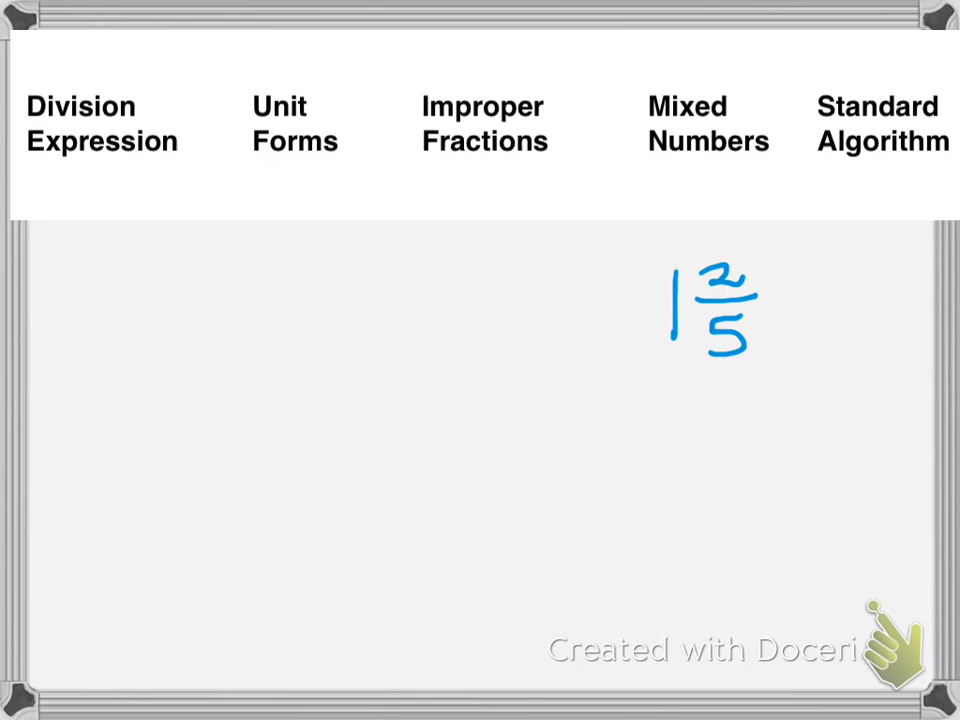 Division Expression
Unit Forms
Improper Fractions
Mixed Numbers
Standard Algorithm
1 2/5
Created with Doceri